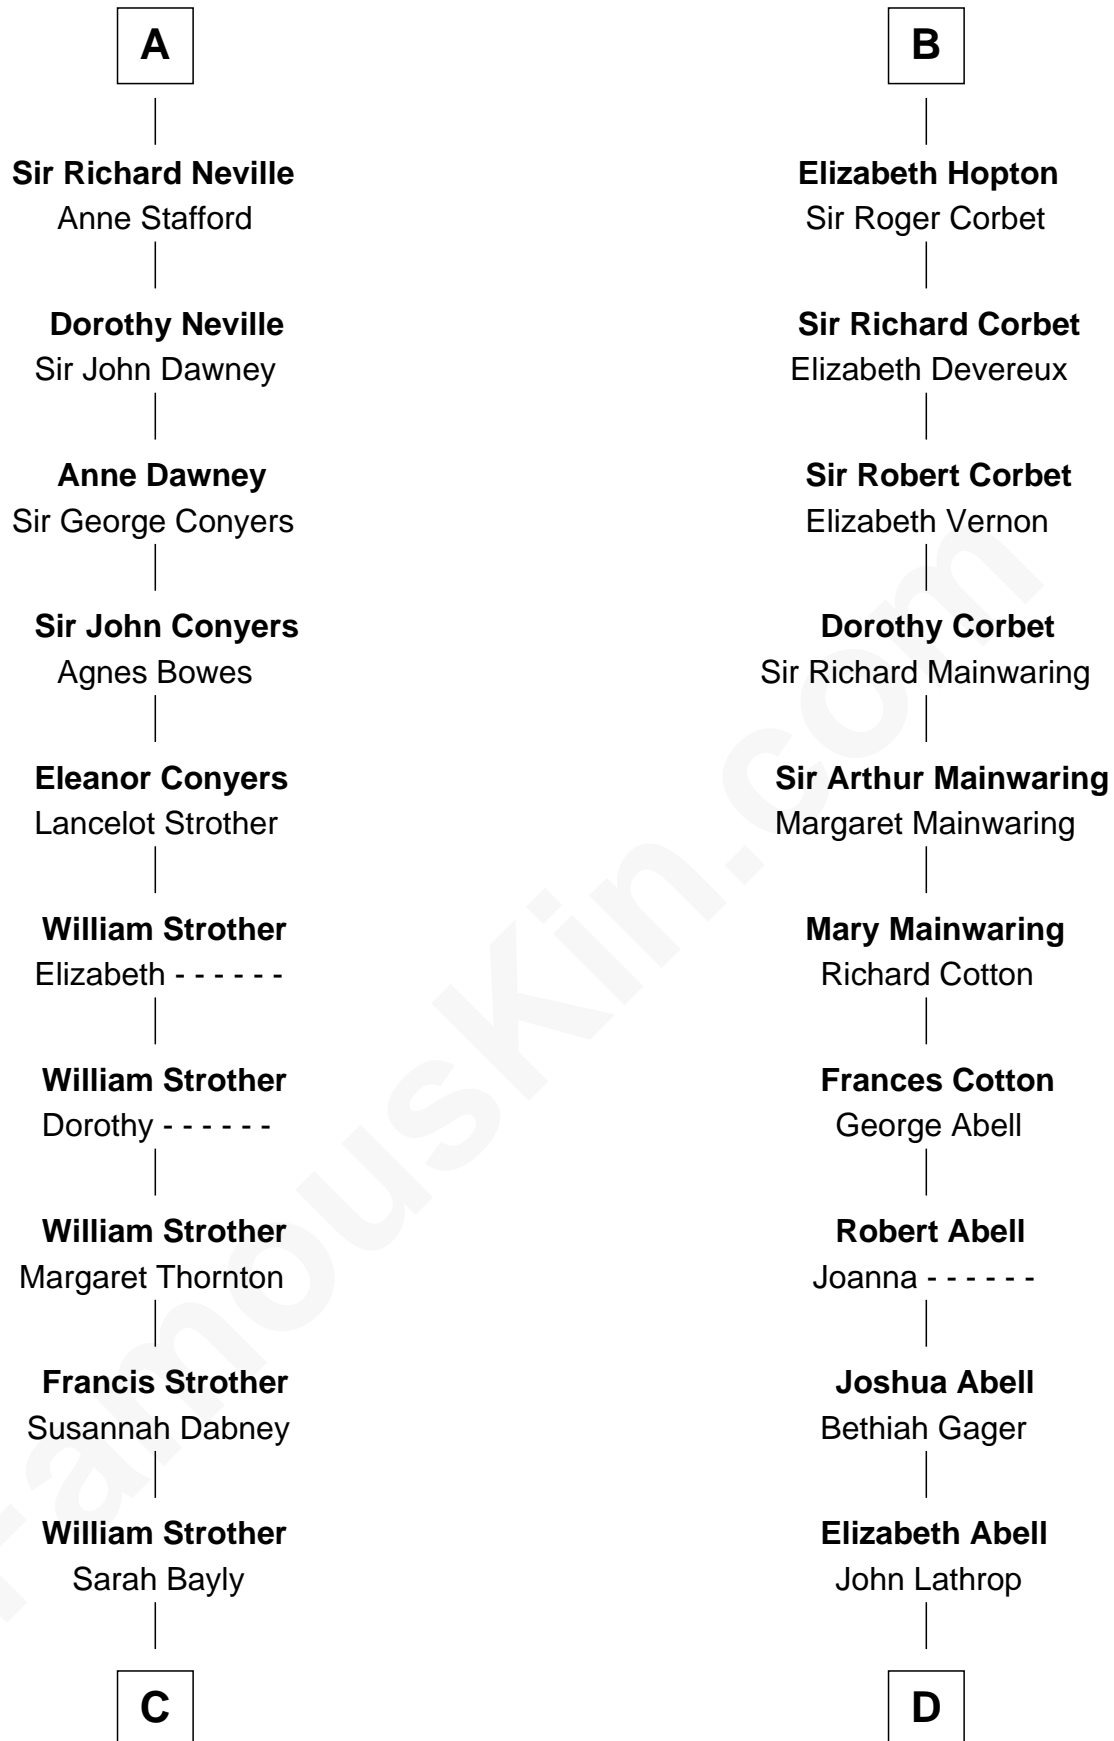 A
Sir Richard Neville
Anne Stafford
Dorothy Neville
Sir John Dawney
Anne Dawney
Sir George Conyers
Sir John Conyers
Agnes Bowes
Eleanor Conyers
Lancelot Strother
William Strother
Elizabeth - - - - - -
William Strother
Dorothy - - - - - -
William Strother
Margaret Thornton
Francis Strother
Susannah Dabney
William Strother
Sarah Bayly
C
B
Elizabeth Hopton
Sir Roger Corbet
Sir Richard Corbet
Elizabeth Devereux
Sir Robert Corbet
Elizabeth Vernon
Dorothy Corbet
Sir Richard Mainwaring
Sir Arthur Mainwaring
Margaret Mainwaring
Mary Mainwaring
Richard Cotton
Frances Cotton
George Abell
Robert Abell
Joanna - - - - - -
Joshua Abell
Bethiah Gager
Elizabeth Abell
John Lathrop
D
FamousKin.com